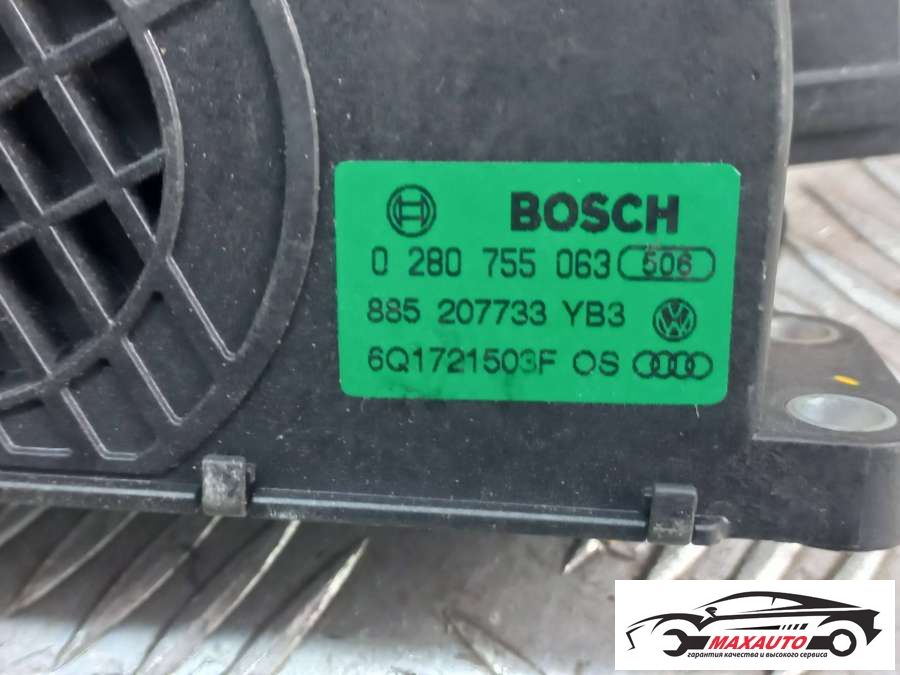 BOSCH
0 280 755 063 506
885 207733 YB3
6Q1721503F OS
MAXAUTO
гарантия качества и высокого сервиса